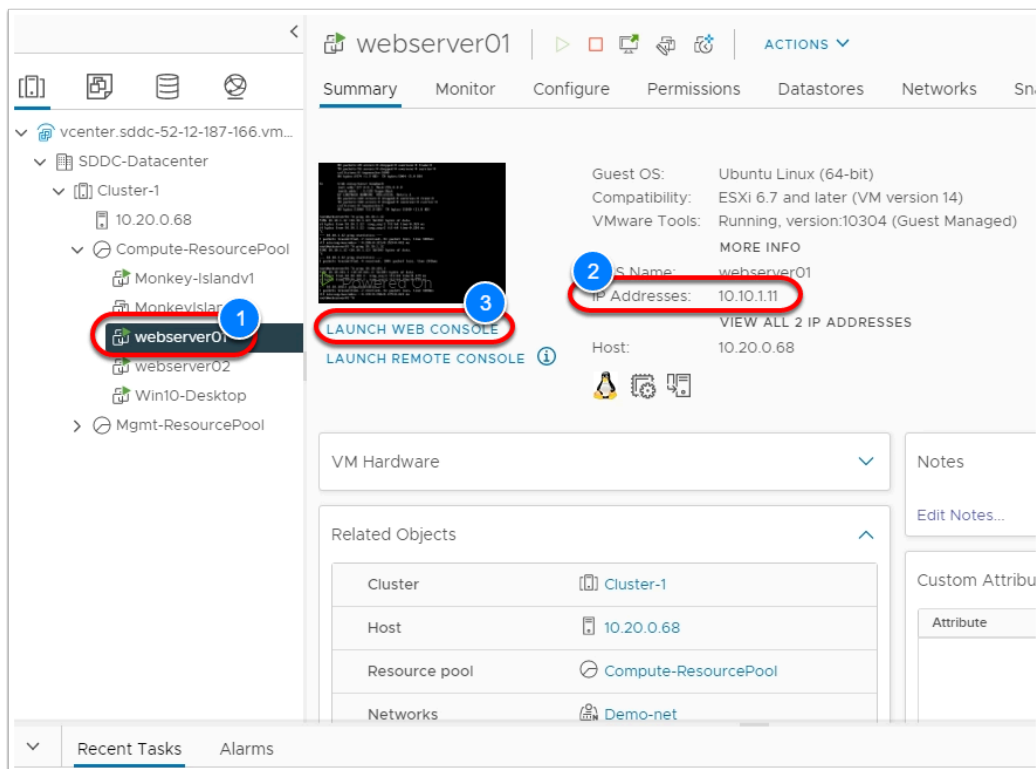 webserver01
ACTIONS
Summary Monitor Configure Permissions Datastores Networks Sna
vcenter.sddc-52-12-187-166.vm...
SDDC-Datacenter
Cluster-1
10.20.0.68
Compute-ResourcePool
Monkey-Islandv1
1
webserver01
webserver02
Win10-Desktop
Mgmt-ResourcePool
Powered On
3
LAUNCH WEB CONSOLE
LAUNCH REMOTE CONSOLE
Guest OS: Ubuntu Linux (64-bit)
Compatibility: ESXi 6.7 and later (VM version 14)
VMware Tools: Running, version:10304 (Guest Managed)
MORE INFO
2
S Name: webserver01
IP Addresses: 10.10.1.11
VIEW ALL 2 IP ADDRESSES
Host: 10.20.0.68
VM Hardware
Notes
Edit Notes...
Related Objects
Cluster Cluster-1
Host 10.20.0.68
Resource pool Compute-ResourcePool
Networks Demo-net
Custom Attribu
Attribute
Recent Tasks Alarms